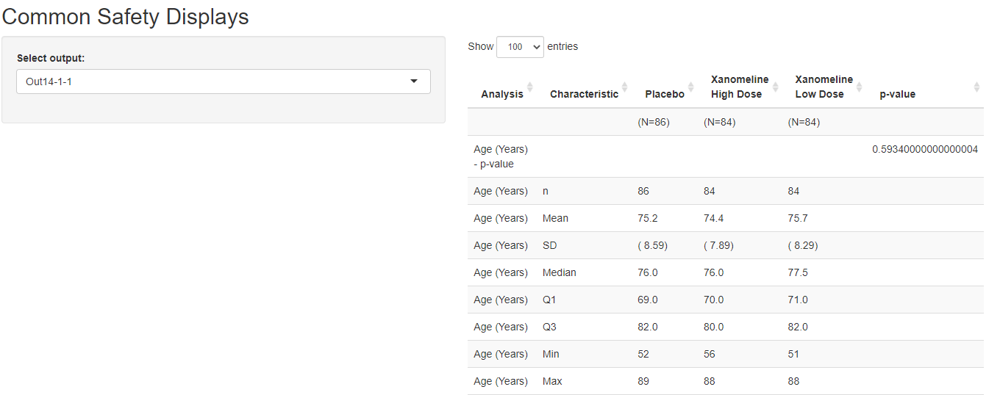 Common Safety Displays
Select output:
Out14-1-1
Show 100 entries
Analysis Characteristic Placebo Xanomeline High Dose Xanomeline Low Dose p-value
(N=86) (N=84) (N=84)
Age (Years) - p-value 0.59340000000000004
Age (Years) n 86 84 84
Age (Years) Mean 75.2 74.4 75.7
Age (Years) SD ( 8.59) ( 7.89) ( 8.29)
Age (Years) Median 76.0 76.0 77.5
Age (Years) Q1 69.0 70.0 71.0
Age (Years) Q3 82.0 80.0 82.0
Age (Years) Min 52 56 51
Age (Years) Max 89 88 88